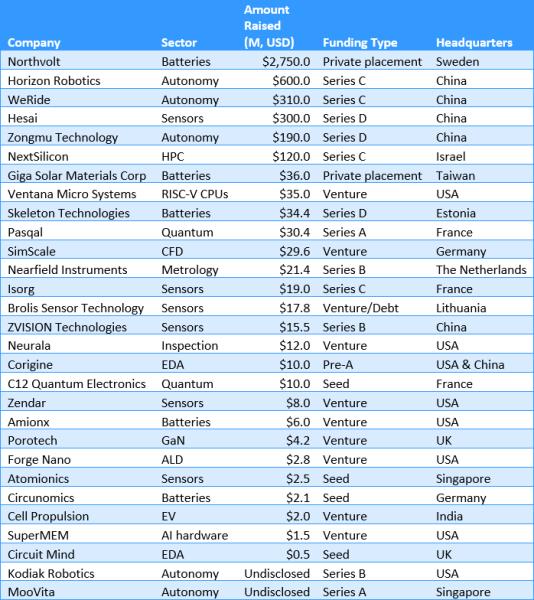 Amount
Raised
Company Sector (M, USD) Funding Type Headquarters
Northvolt Batteries $2,750.0 Private placement Sweden
Horizon Robotics Autonomy $600.0 Series C China
WeRide Autonomy $310.0 Series C China
Hesai Sensors $300.0 Series D China
Zongmu Technology Autonomy $190.0 Series D China
NextSilicon HPC $120.0 Series C Israel
Giga Solar Materials Corp Batteries $36.0 Private placement Taiwan
Ventana Micro Systems RISC-V CPUs $35.0 Venture USA
Skeleton Technologies Batteries $34.4 Series D Estonia
Pasqal Quantum $30.4 Series A France
SimScale CFD $29.6 Venture Germany
Nearfield Instruments Metrology $21.4 Series B The Netherlands
Isorg Sensors $19.0 Series C France
Brolis Sensor Technology Sensors $17.8 Venture/Debt Lithuania
ZVISION Technologies Sensors $15.5 Series B China
Neurala Inspection $12.0 Venture USA
Corigine EDA $10.0 Pre-A USA & China
C12 Quantum Electronics Quantum $10.0 Seed France
Zendar Sensors $8.0 Venture USA
Amionx Batteries $6.0 Venture USA
Porotech GaN $4.2 Venture UK
Forge Nano ALD $2.8 Venture USA
Atomionics Sensors $2.5 Seed Singapore
Circunomics Batteries $2.1 Seed Germany
Cell Propulsion EV $2.0 Venture India
SuperMEM AI hardware $1.5 Venture USA
Circuit Mind EDA $0.5 Seed UK
Kodiak Robotics Autonomy Undisclosed Series B USA
MooVita Autonomy Undisclosed Series A Singapore